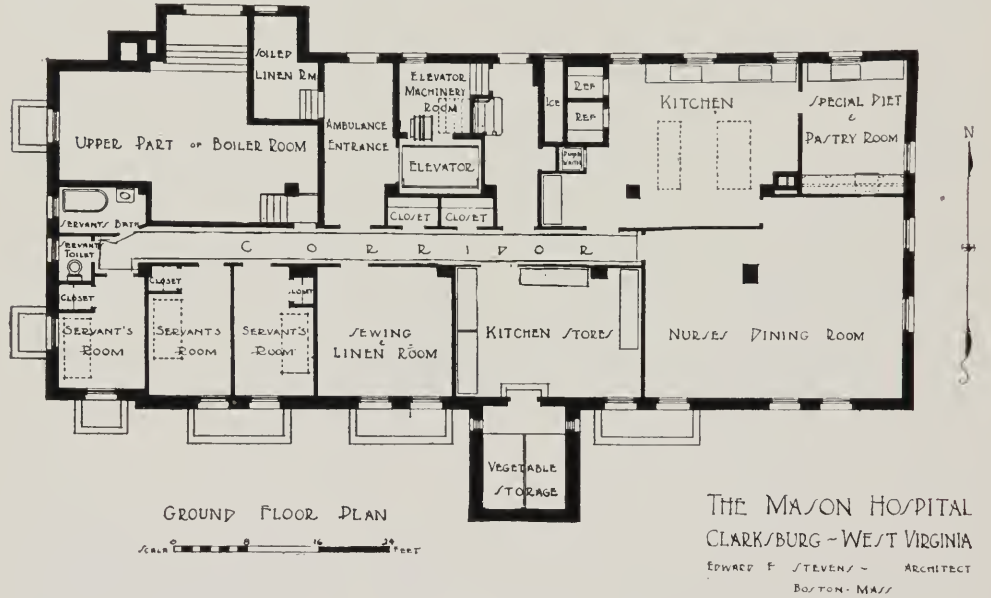 SOILED
LINEN RM
ELEVATOR
MACHINERY
ROOM
ICE
REF
REF
KITCHEN
SPECIAL DIET
&
PASTRY ROOM
AMBULANCE
ENTRANCE
UPPER PART OF BOILER ROOM
ELEVATOR
CLOSET
CLOSET
SERVANTS BATH
SERVANTS
TOILET
CORRIDOR
N
S
CLOSET
CLOSET
CLOSET
SERVANT'S
ROOM
SERVANTS
ROOM
SERVANT'S
ROOM
SEWING
&
LINEN ROOM
KITCHEN STORES
NURSES DINING ROOM
VEGETABLE
STORAGE
GROUND FLOOR PLAN
SCALE 0 8 16 24 FEET
THE MASON HOSPITAL
CLARKSBURG ~ WEST VIRGINIA
EDWARD F STEVENS ~ ARCHITECT
BOSTON - MASS